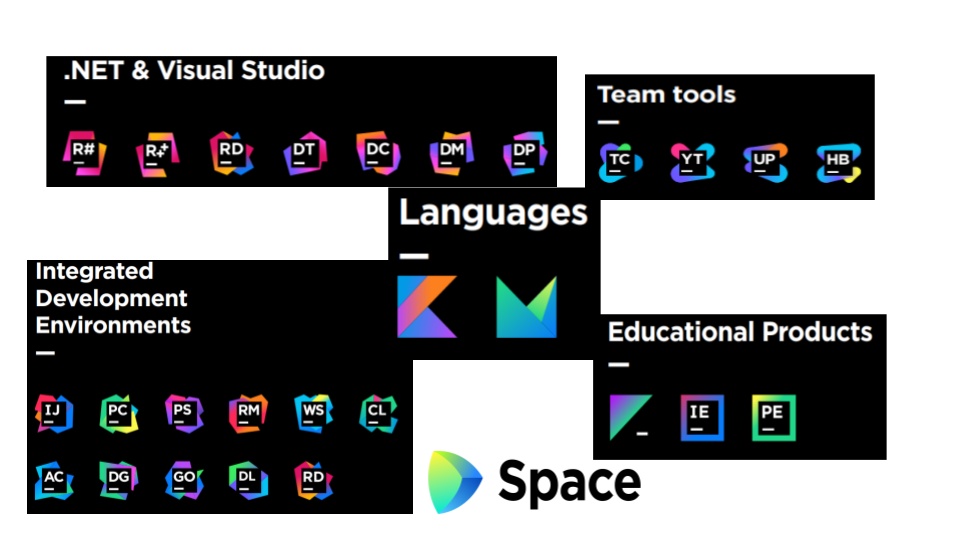 .NET & Visual Studio
R# R++ RD DT DC DM DP
Team tools
TC YT UP HB
Languages
Integrated
Development
Environments
IJ PC PS RM WS CL
AC DG GO DL RD
Educational Products
IE PE
Space